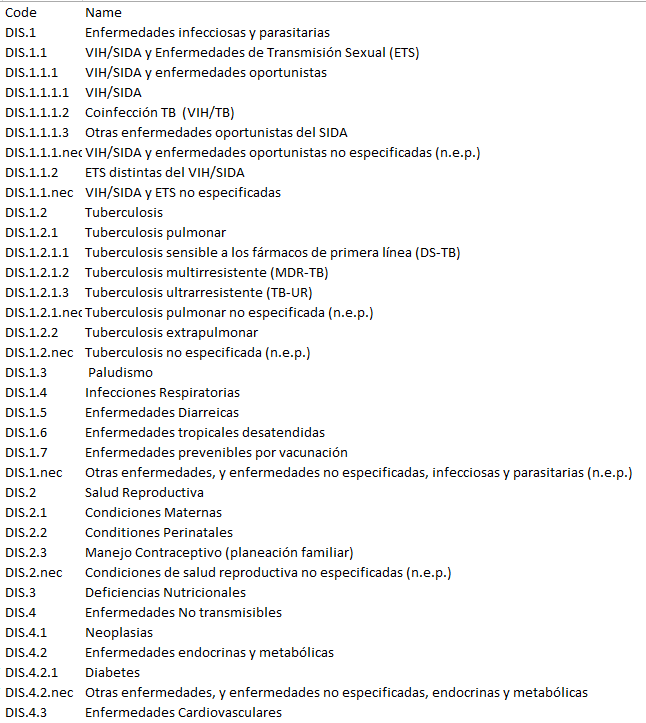 Code Name
DIS.1 Enfermedades infecciosas y parasitarias
DIS.1.1 VIH/SIDA y Enfermedades de Transmisión Sexual (ETS)
DIS.1.1.1 VIH/SIDA y enfermedades oportunistas
DIS.1.1.1.1 VIH/SIDA
DIS.1.1.1.2 Coinfección TB (VIH/TB)
DIS.1.1.1.3 Otras enfermedades oportunistas del SIDA
DIS.1.1.1.nec VIH/SIDA y enfermedades oportunistas no especificadas (n.e.p.)
DIS.1.1.2 ETS distintas del VIH/SIDA
DIS.1.1.nec VIH/SIDA y ETS no especificadas
DIS.1.2 Tuberculosis
DIS.1.2.1 Tuberculosis pulmonar
DIS.1.2.1.1 Tuberculosis sensible a los fármacos de primera línea (DS-TB)
DIS.1.2.1.2 Tuberculosis multirresistente (MDR-TB)
DIS.1.2.1.3 Tuberculosis ultrarresistente (TB-UR)
DIS.1.2.1.nec Tuberculosis pulmonar no especificada (n.e.p.)
DIS.1.2.2 Tuberculosis extrapulmonar
DIS.1.2.nec Tuberculosis no especificada (n.e.p.)
DIS.1.3 Paludismo
DIS.1.4 Infecciones Respiratorias
DIS.1.5 Enfermedades Diarreicas
DIS.1.6 Enfermedades tropicales desatendidas
DIS.1.7 Enfermedades prevenibles por vacunación
DIS.1.nec Otras enfermedades, y enfermedades no especificadas, infecciosas y parasitarias (n.e.p.)
DIS.2 Salud Reproductiva
DIS.2.1 Condiciones Maternas
DIS.2.2 Conditiones Perinatales
DIS.2.3 Manejo Contraceptivo (planeación familiar)
DIS.2.nec Condiciones de salud reproductiva no especificadas (n.e.p.)
DIS.3 Deficiencias Nutricionales
DIS.4 Enfermedades No transmisibles
DIS.4.1 Neoplasias
DIS.4.2 Enfermedades endocrinas y metabólicas
DIS.4.2.1 Diabetes
DIS.4.2.nec Otras enfermedades, y enfermedades no especificadas, endocrinas y metabólicas
DIS.4.3 Enfermedades Cardiovasculares